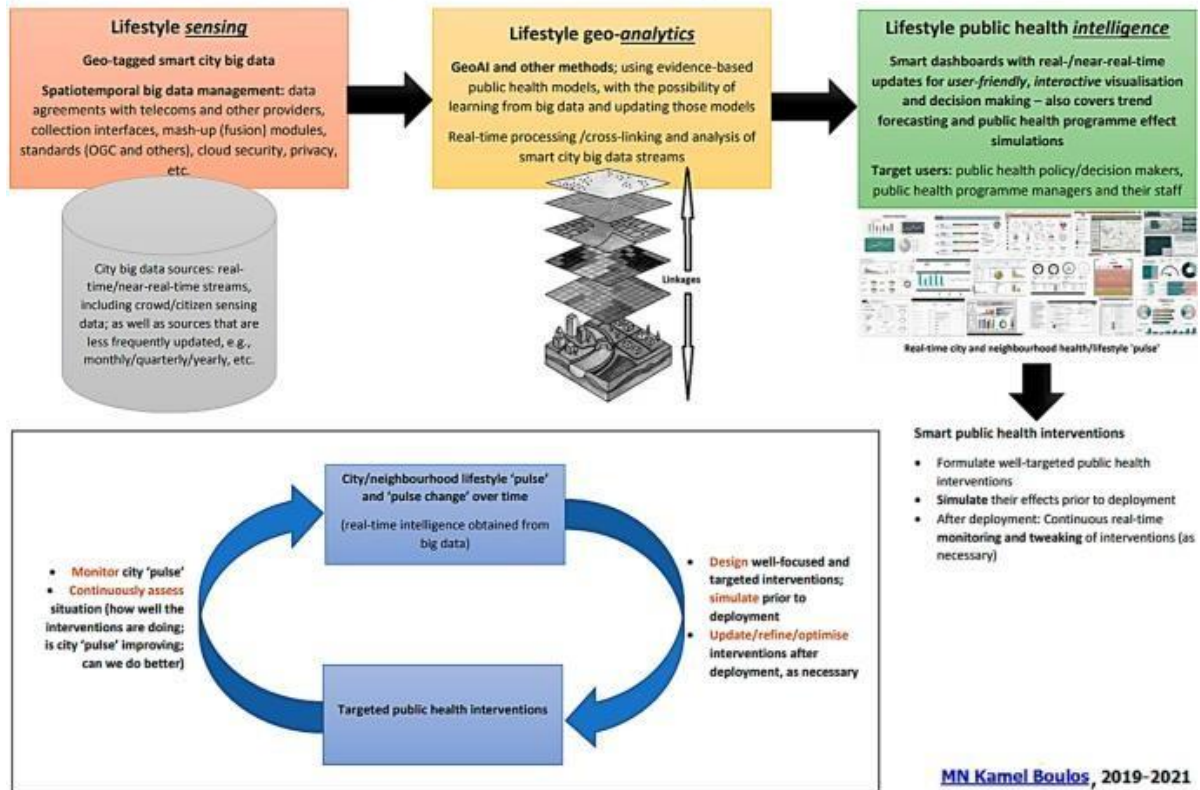 Lifestyle sensing
Geo-tagged smart city big data
Spatiotemporal big data management: data
agreements with telecoms and other providers,
collection interfaces, mash-up (fusion) modules,
standards (OGC and others), cloud security, privacy,
etc.
City big data sources: real-
time/near-real-time streams,
including crowd/citizen sensing
data; as well as sources that are
less frequently updated, e.g.,
monthly/quarterly/yearly, etc.
Lifestyle geo-analytics
GeoAI and other methods; using evidence-based
public health models, with the possibility of
learning from big data and updating those models
Real-time processing /cross-linking and analysis of
smart city big data streams
Linkages
Lifestyle public health intelligence
Smart dashboards with real-/near-real-time
updates for user-friendly, interactive visualisation
and decision making – also covers trend
forecasting and public health programme effect
simulations
Target users: public health policy/decision makers,
public health programme managers and their staff
Real-time city and neighbourhood health/lifestyle 'pulse'
Smart public health interventions
• Formulate well-targeted public health
interventions
• Simulate their effects prior to deployment
• After deployment: Continuous real-time
monitoring and tweaking of interventions (as
necessary)
City/neighbourhood lifestyle 'pulse'
and 'pulse change' over time
(real-time intelligence obtained from
big data)
• Monitor city 'pulse'
• Continuously assess
situation (how well the
interventions are doing;
is city 'pulse' improving;
can we do better)
• Design well-focused and
targeted interventions;
simulate prior to
deployment
• Update/refine/optimise
interventions after
deployment, as necessary
Targeted public health interventions
MN Kamel Boulos, 2019-2021